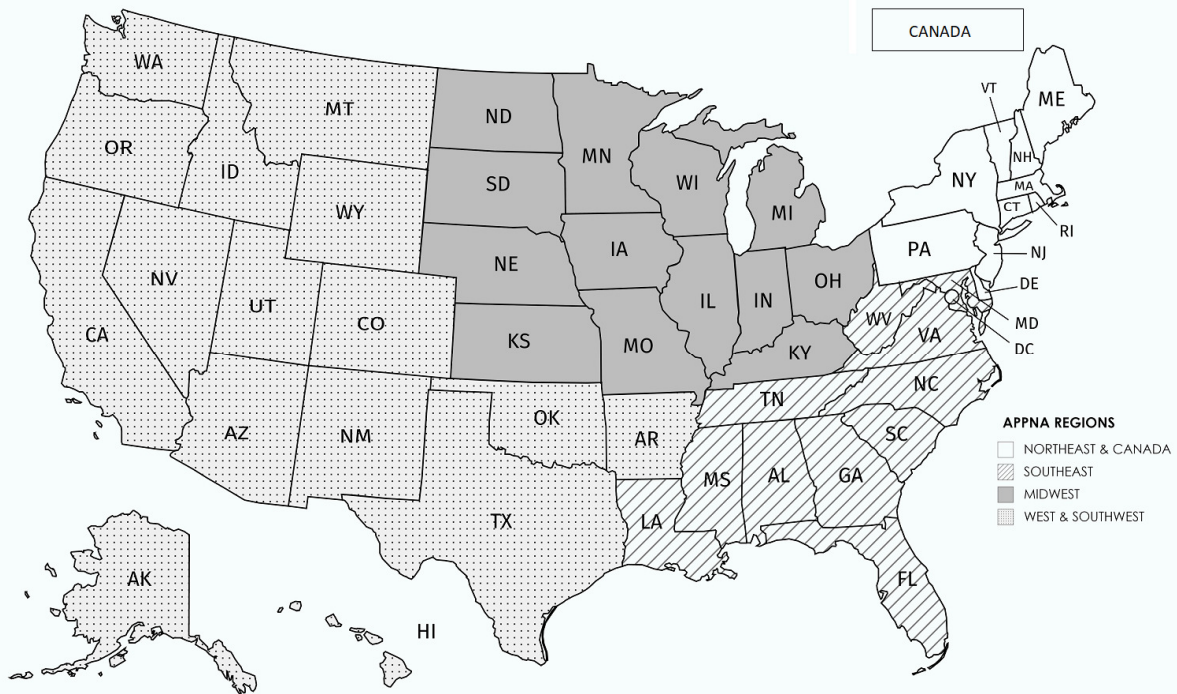 CANADA
WA
MT
ND
MN
VT
ME
OR
ID
SD
WI
MI
NY
NH
MA
CT
RI
WY
NE
IA
PA
NJ
NV
UT
CO
IL
IN
OH
DE
CA
KS
MO
KY
WV
VA
MD
DC
AZ
NM
OK
AR
TN
NC
SC
TX
LA
MS
AL
GA
FL
AK
HI
APPNA REGIONS
NORTHEAST & CANADA
SOUTHEAST
MIDWEST
WEST & SOUTHWEST